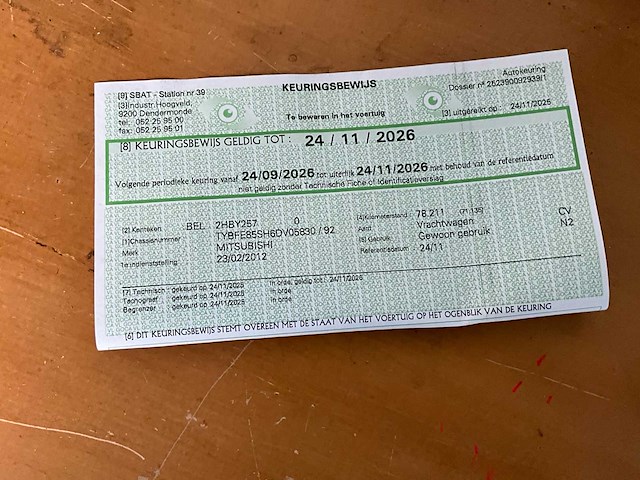 KEURINGSBEWIJS
[9] SBAT - Station nr 39
[3] Industr. Hoogveld,
9200 Dendermonde
tel: 052 25 95 00
fax: 052 25 95 01
Autokeuring
Dossier n° 252390092939/1
Te bewaren in het voertuig
[3] uitgereikt op: 24/11/2025
[8] KEURINGSBEWIJS GELDIG TOT: 24 / 11 / 2026
Volgende periodieke keuring vanaf 24/09/2026 tot uiterlijk 24/11/2026 met behoud van de referentiedatum
niet geldig zonder Technische Fiche of Identificatieverslag
[2] Kenteken BEL 2HBY257 0
[1] Chassisnummer TYBFE85SH6DV05830 / 92
Merk MITSUBISHI
1e indienststelling 23/02/2012
[4] Kilometerstand: 78.211 (71.135)
Aard: Vrachtwagen CV
[5] Gebruik: Gewoon gebruik N2
Referentiedatum: 24/11
[7] Technisch: gekeurd op 24/11/2025 In orde, geldig tot: 24/11/2026
Tachograaf: gekeurd op 24/11/2025 In orde
Begrenzer: gekeurd op 24/11/2025 In orde
[6] DIT KEURINGSBEWIJS STEMT OVEREEN MET DE STAAT VAN HET VOERTUIG OP HET OGENBLIK VAN DE KEURING